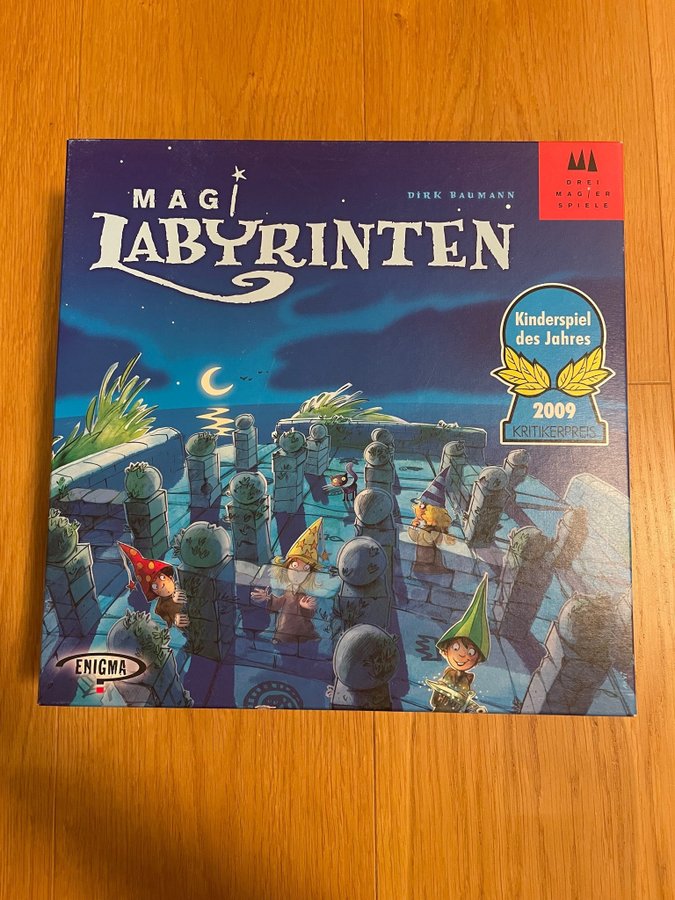 MAGI
LABYRINTEN
DIRK BAUMANN
DREI
MAGIER
SPIELE
Kinderspiel
des Jahres
2009
KRITIKERPREIS
ENIGMA